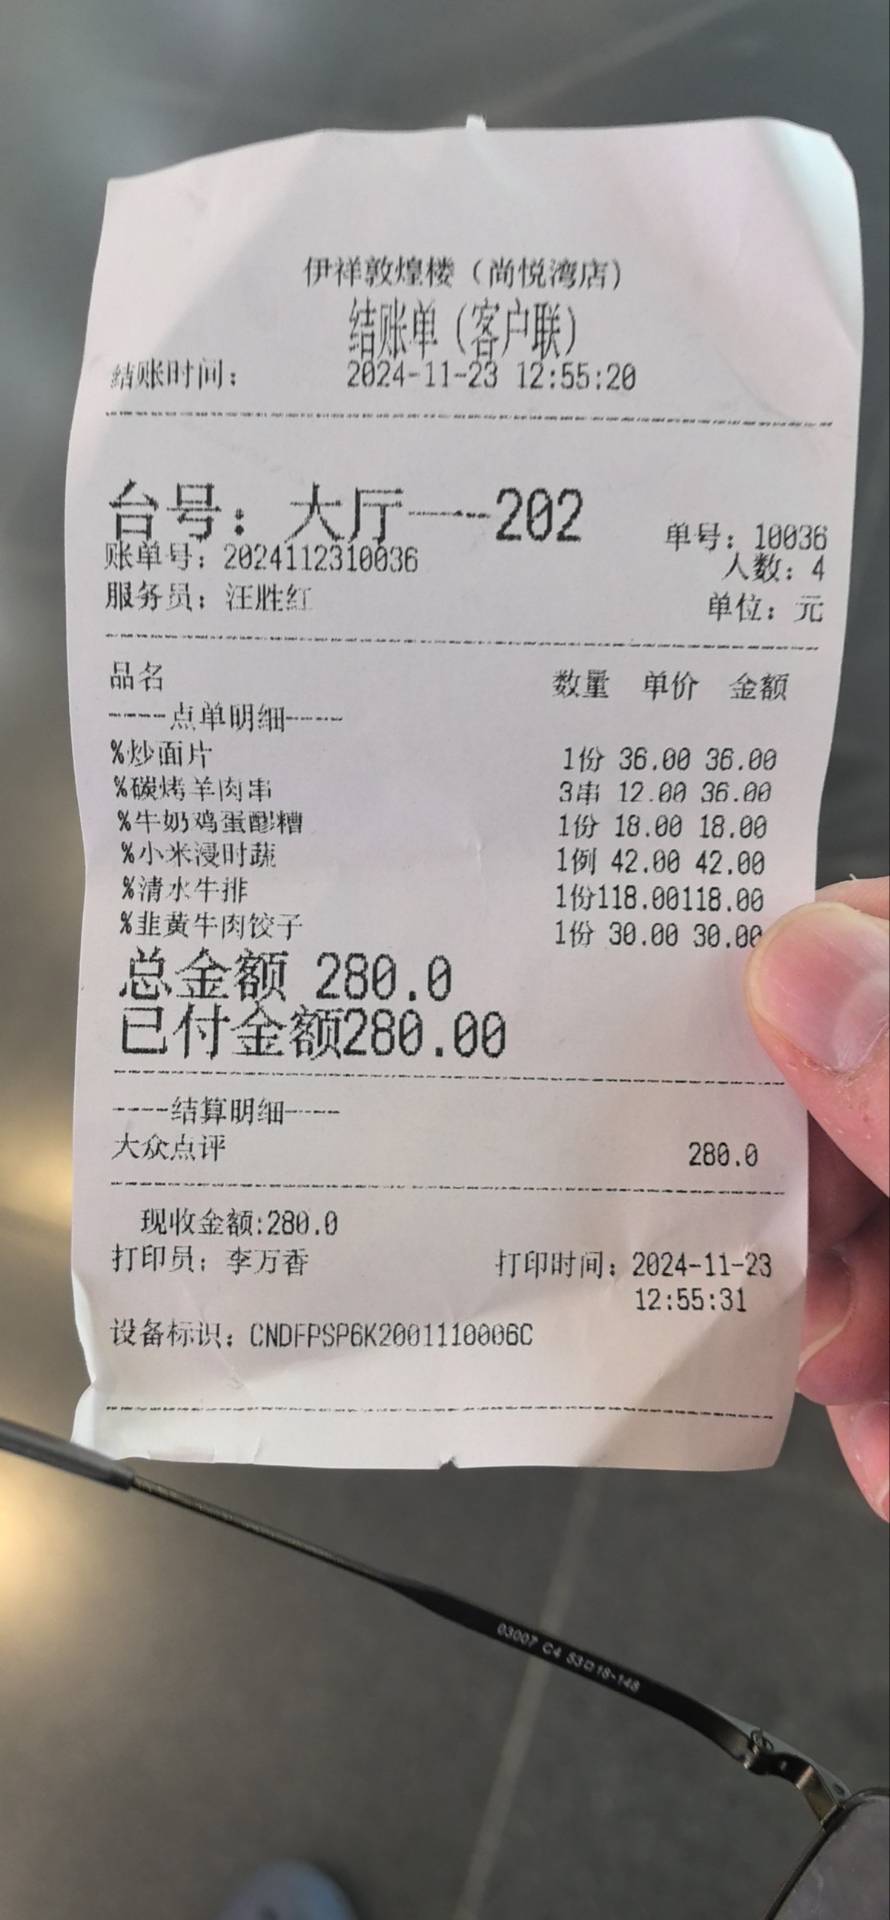 伊祥敦煌楼（尚悦湾店）
结账单（客户联）
结账时间： 2024-11-23 12:55:20
台号：大厅一--202
单号：10036
账单号：2024112310036
人数：4
服务员：汪胜红
单位：元
品名 数量 单价 金额
----点单明细----
%炒面片 1份 36.00 36.00
%碳烤羊肉串 3串 12.00 36.00
%牛奶鸡蛋醪糟 1份 18.00 18.00
%小米浸时蔬 1例 42.00 42.00
%清水牛排 1份118.00118.00
%韭黄牛肉饺子 1份 30.00 30.00
总金额 280.0
已付金额280.00
----结算明细----
大众点评 280.0
现收金额:280.0
打印员：李万香 打印时间：2024-11-23
12:55:31
设备标识：CNDFPSP6K2001110006C
03007 C4 53□18-148